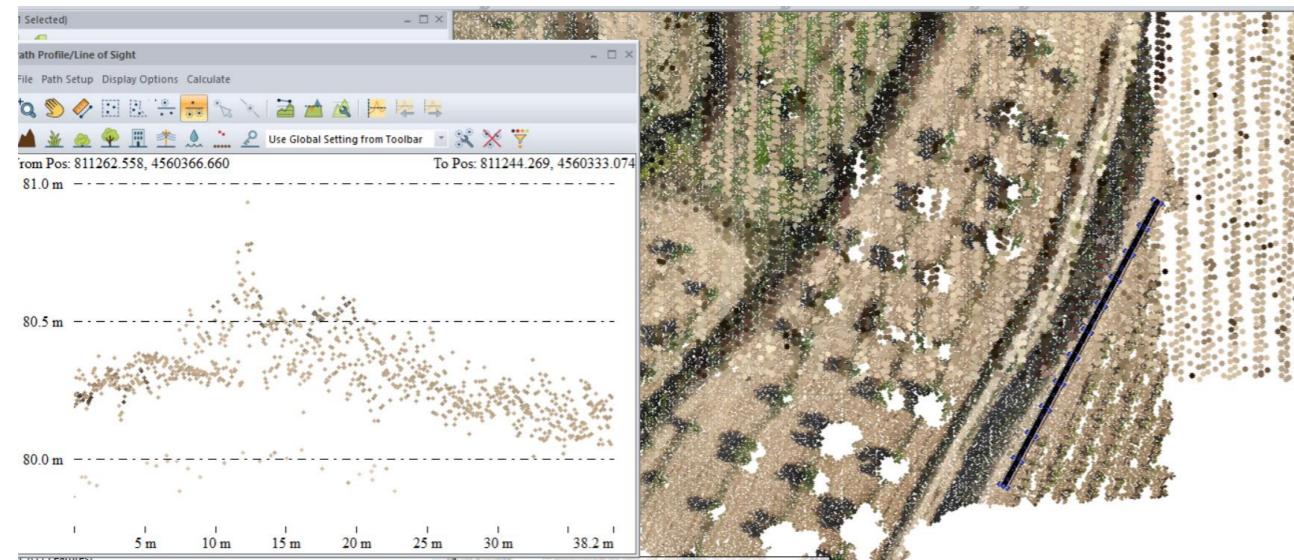 1 Selected)
ath Profile/Line of Sight
File Path Setup Display Options Calculate
Use Global Setting from Toolbar
From Pos: 811262.558, 4560366.660 To Pos: 811244.269, 4560333.074
81.0 m
80.5 m
80.0 m
5 m 10 m 15 m 20 m 25 m 30 m 38.2 m